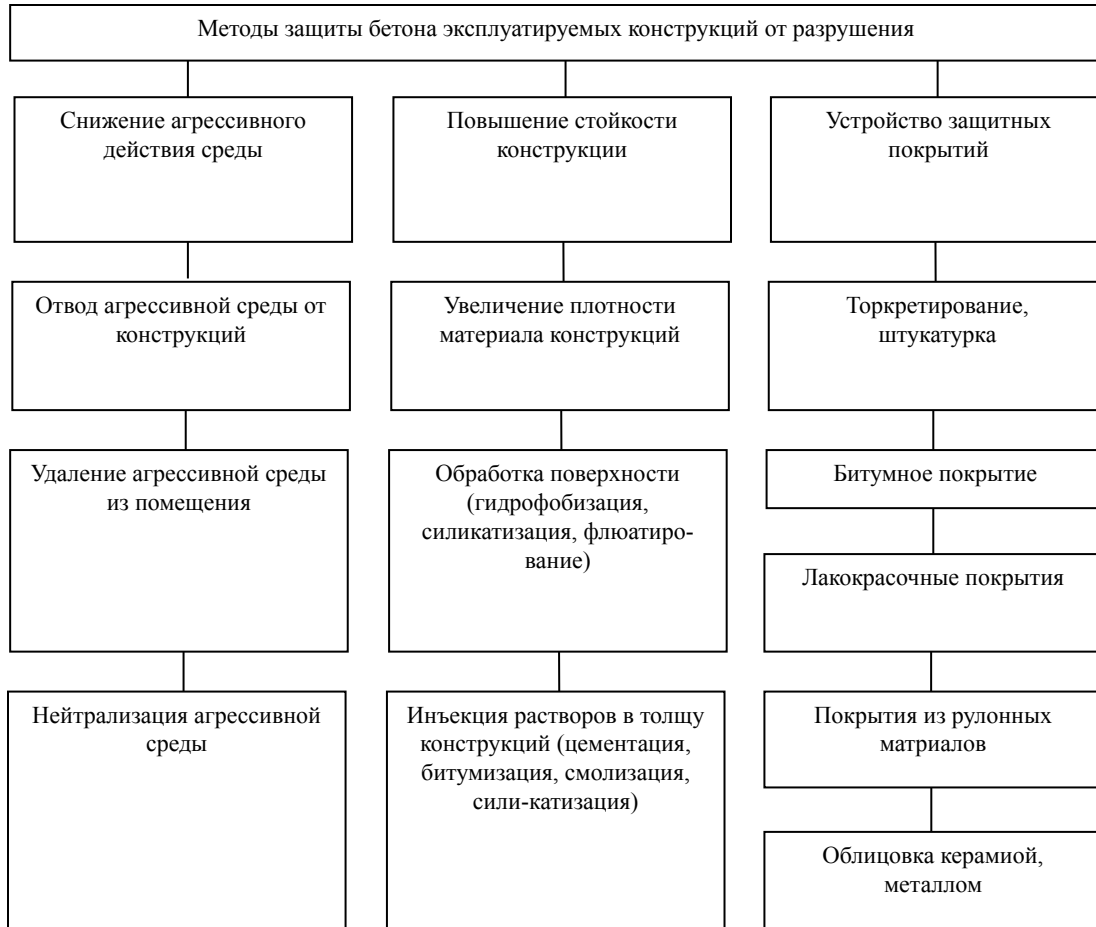 Методы защиты бетона эксплуатируемых конструкций от разрушения
Снижение агрессивного
действия среды
Повышение стойкости
конструкции
Устройство защитных
покрытий
Отвод агрессивной среды от
конструкций
Увеличение плотности
материала конструкций
Торкретирование,
штукатурка
Удаление агрессивной среды
из помещения
Обработка поверхности
(гидрофобизация,
силикатизация, флюатиро-
вание)
Битумное покрытие
Лакокрасочные покрытия
Нейтрализация агрессивной
среды
Инъекция растворов в толщу
конструкций (цементация,
битумизация, смолизация,
сили-катизация)
Покрытия из рулонных
матриалов
Облицовка керамиой,
металлом